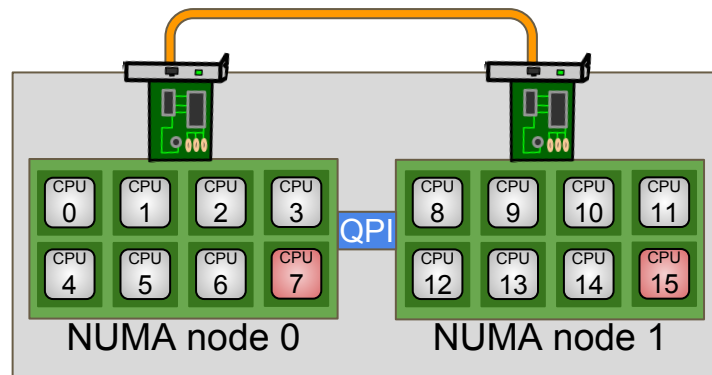 CPU 0
CPU 1
CPU 2
CPU 3
CPU 4
CPU 5
CPU 6
CPU 7
NUMA node 0
QPI
CPU 8
CPU 9
CPU 10
CPU 11
CPU 12
CPU 13
CPU 14
CPU 15
NUMA node 1